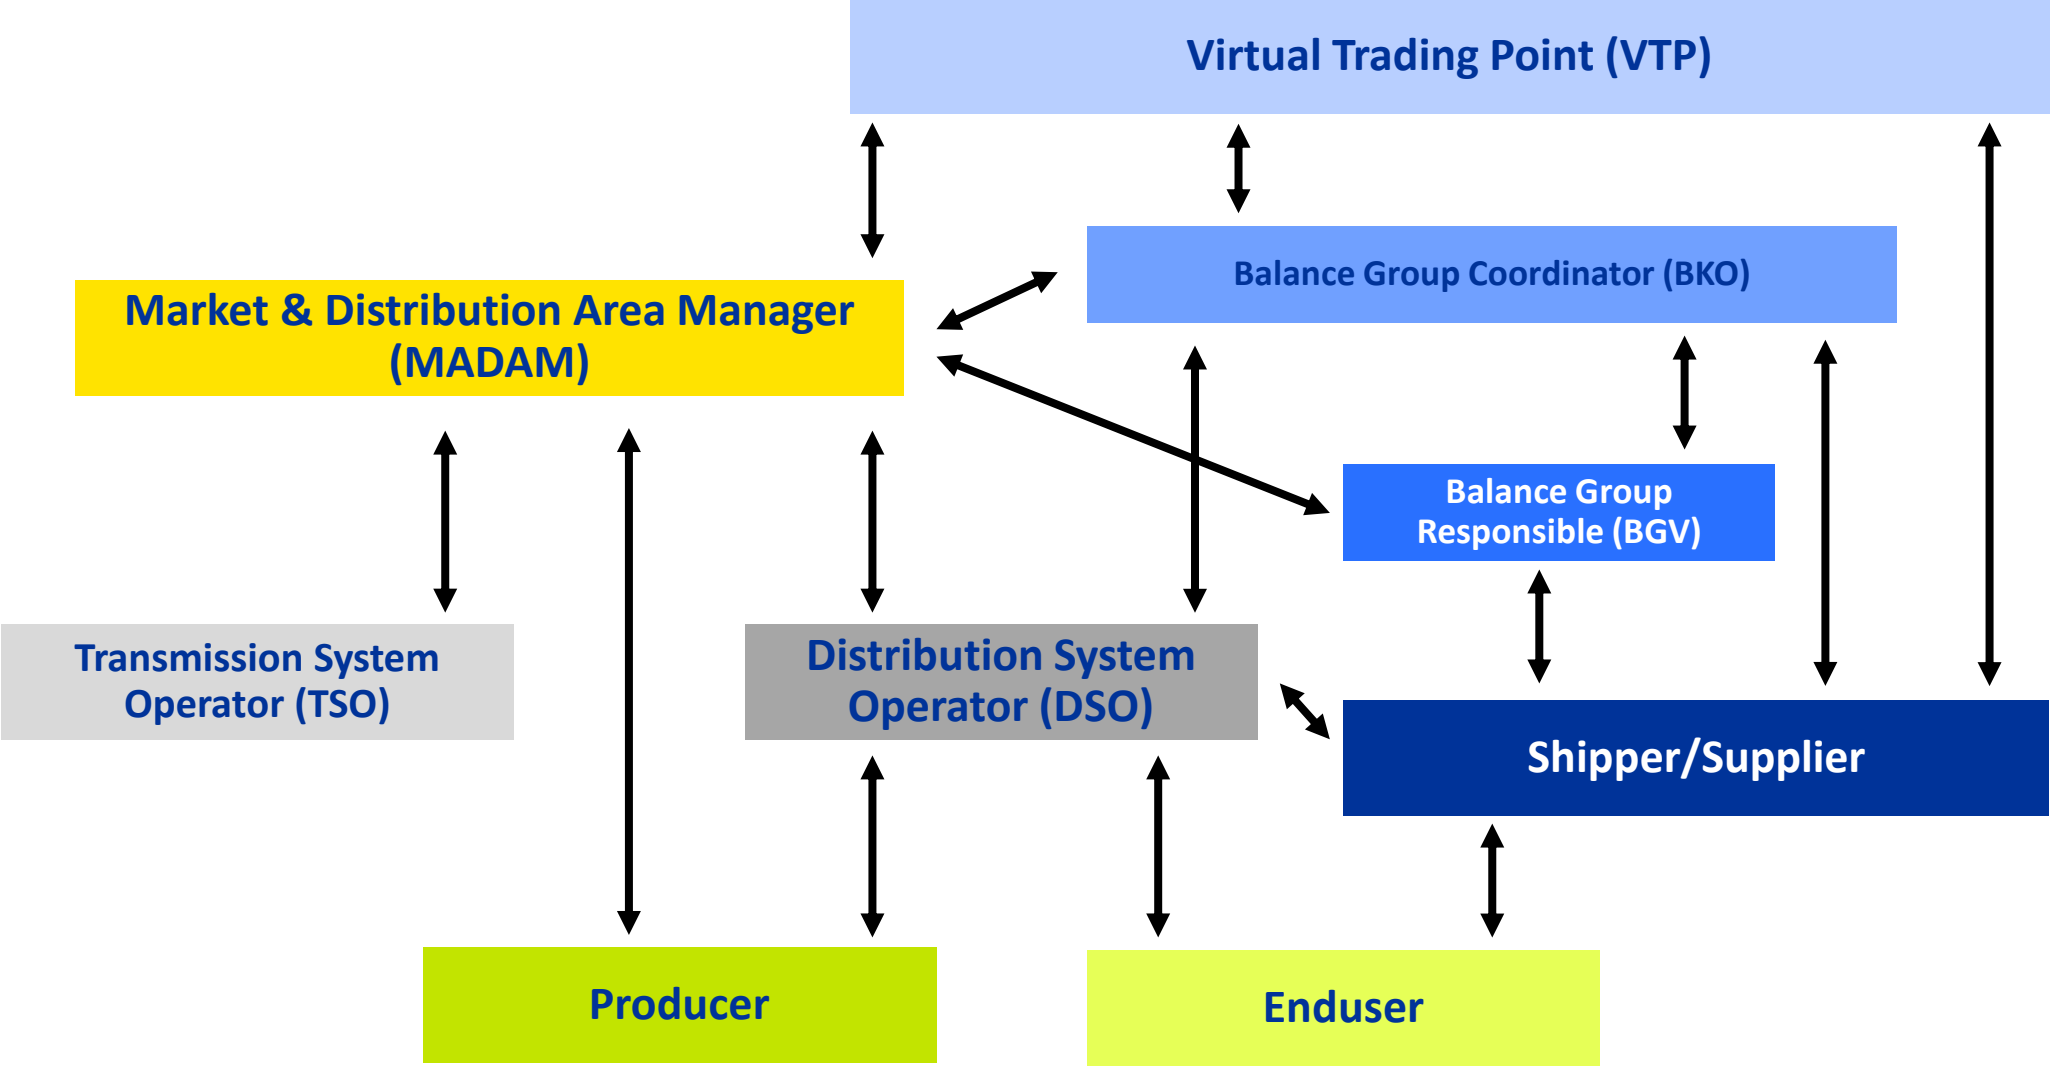 Virtual Trading Point (VTP)
Balance Group Coordinator (BKO)
Market & Distribution Area Manager
(MADAM)
Balance Group
Responsible (BGV)
Transmission System
Operator (TSO)
Distribution System
Operator (DSO)
Shipper/Supplier
Producer
Enduser